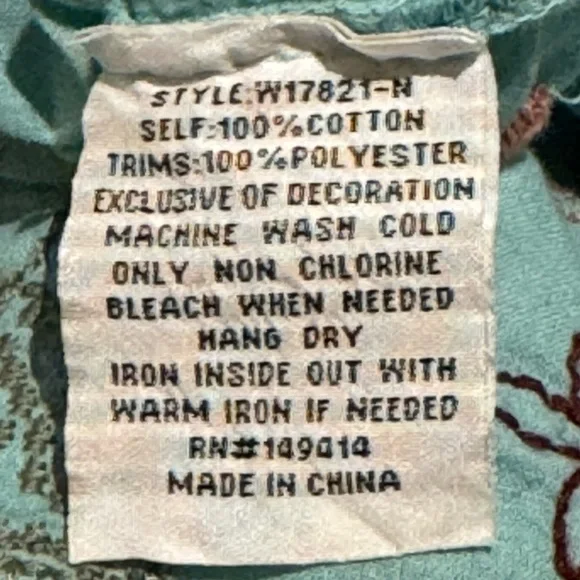 STYLE:W17821-N
SELF:100%COTTON
TRIMS:100%POLYESTER
EXCLUSIVE OF DECORATION
MACHINE WASH COLD
ONLY NON CHLORINE
BLEACH WHEN NEEDED
HANG DRY
IRON INSIDE OUT WITH
WARM IRON IF NEEDED
RN#149414
MADE IN CHINA